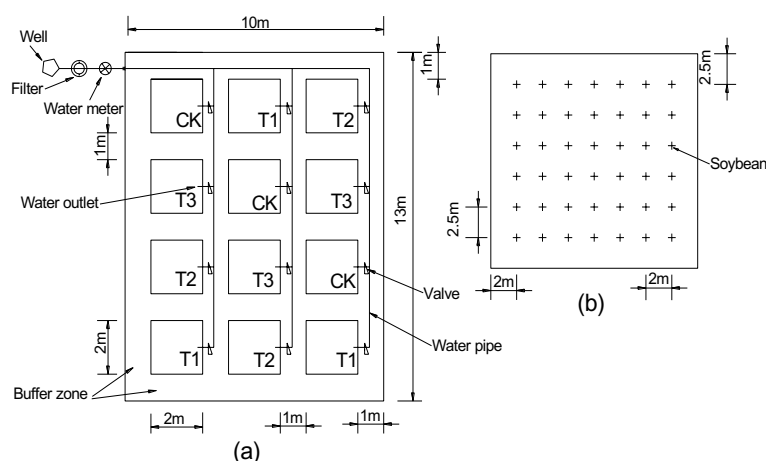 10m
Well
Filter
Water meter
1m
CK
T1
T2
1m
Water outlet
T3
CK
T3
13m
T2
T3
CK
Valve
2m
T1
T2
T1
Water pipe
Buffer zone
2m
1m
1m
(a)
2.5m
Soybean
2.5m
2m
2m
(b)